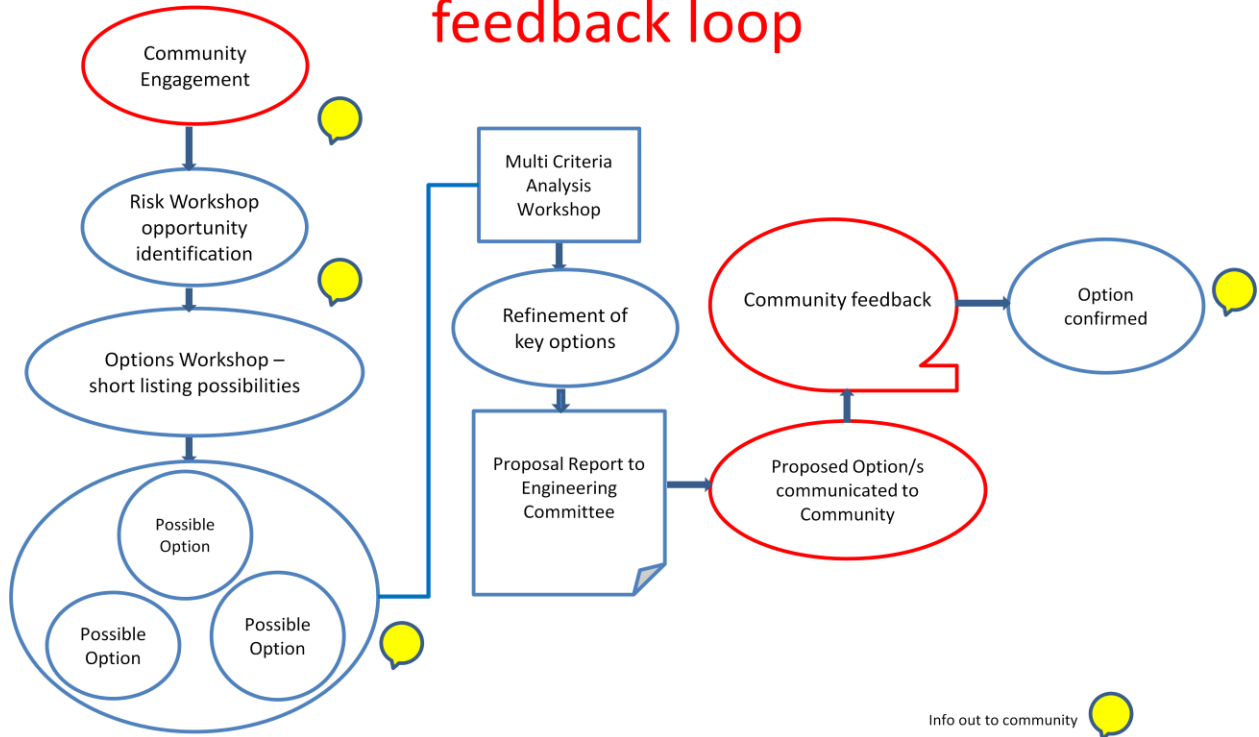 feedback loop
Community
Engagement
Risk Workshop
opportunity
identification
Options Workshop –
short listing possibilities
Possible
Option
Possible
Option
Possible
Option
Multi Criteria
Analysis
Workshop
Refinement of
key options
Proposal Report to
Engineering
Committee
Proposed Option/s
communicated to
Community
Community feedback
Option
confirmed
Info out to community